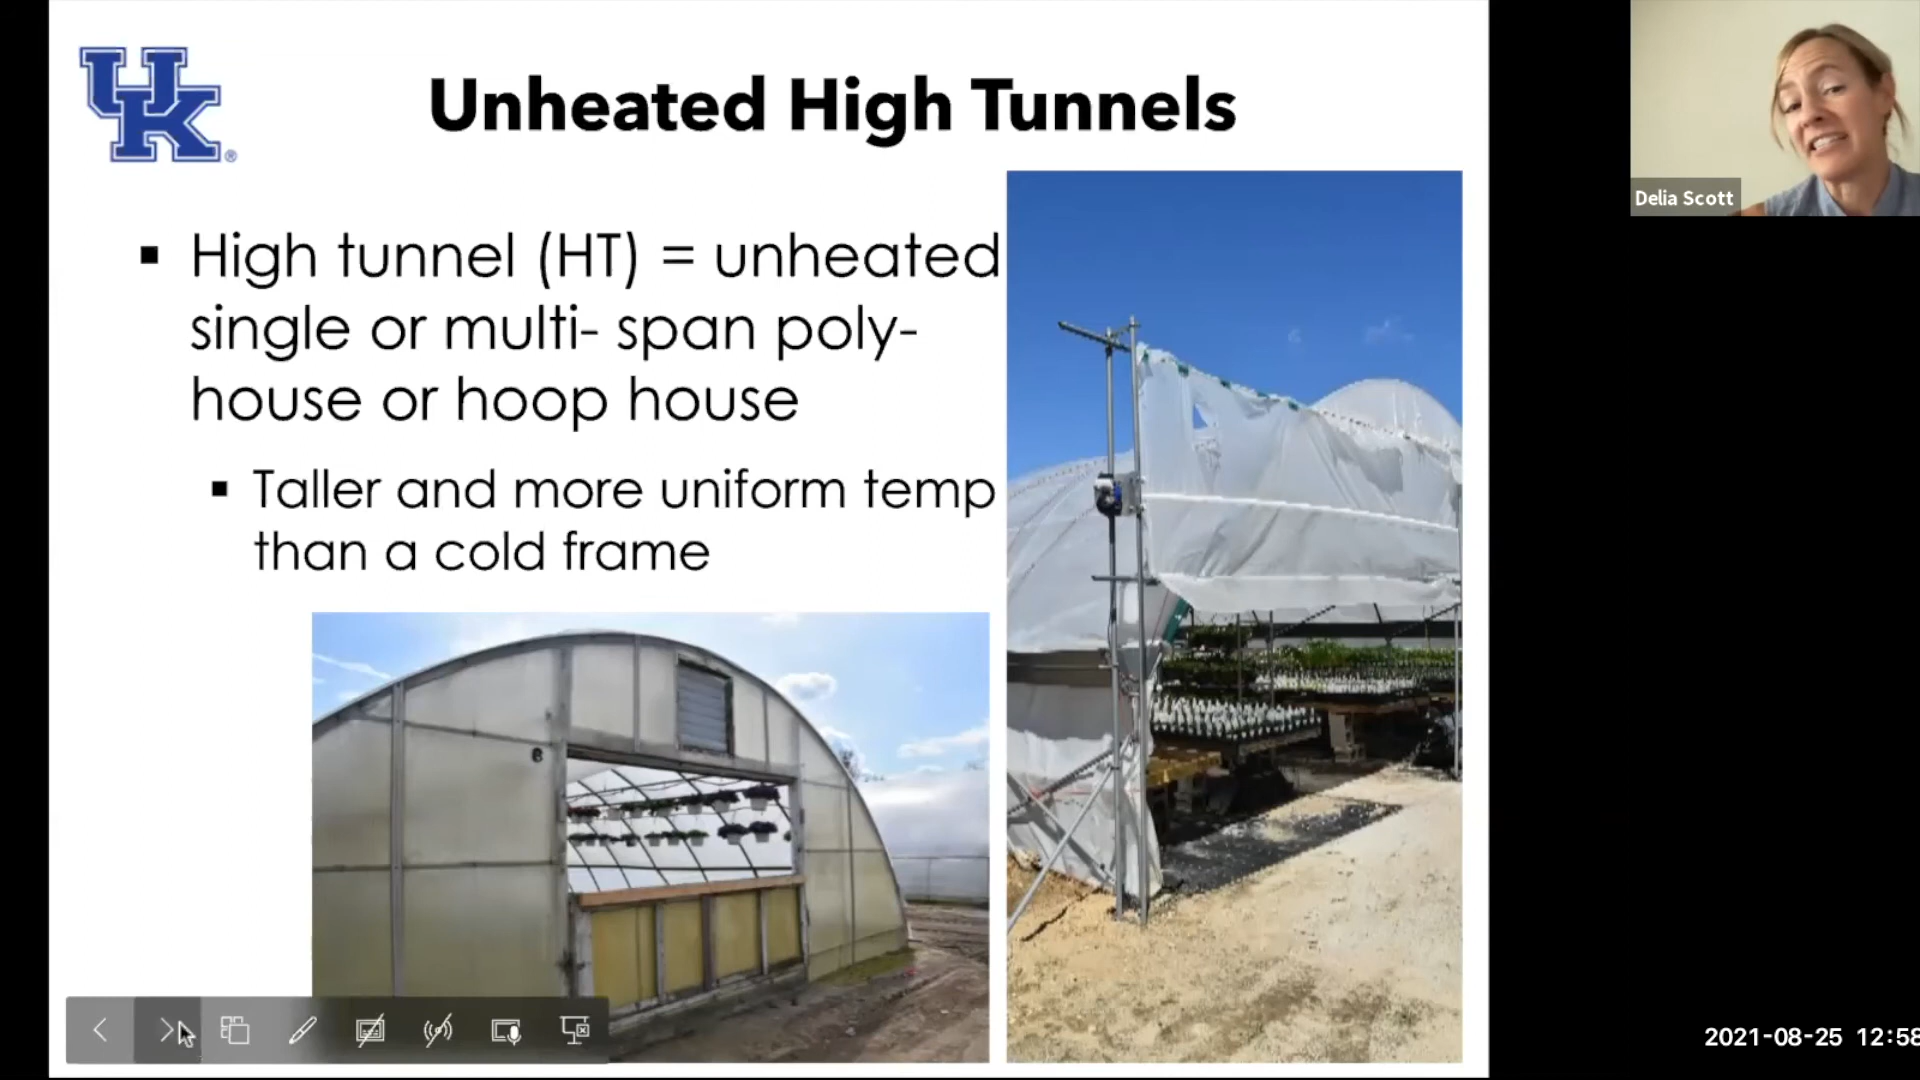 UK
Unheated High Tunnels
▪ High tunnel (HT) = unheated
single or multi- span poly-
house or hoop house
▪ Taller and more uniform temp
than a cold frame
Delia Scott
2021-08-25 12:58